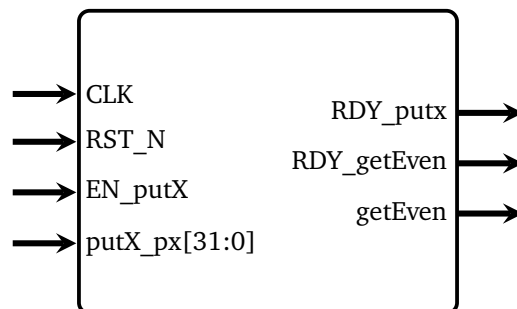 CLK
RST_N
EN_putX
putX_px[31:0]
RDY_putx
RDY_getEven
getEven